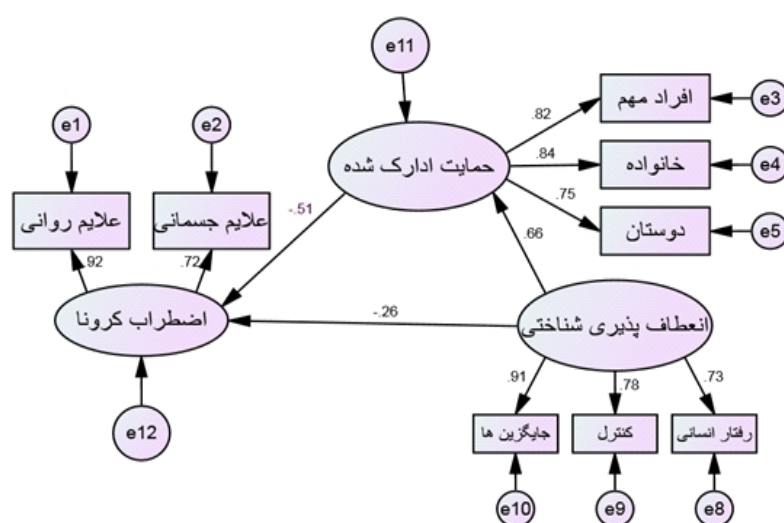 e11
افراد مهم
e3
.82
e1
e2
حمایت ادارک شده
.84
خانواده
e4
.75
علایم روانی
علایم جسمانی
-.51
.66
دوستان
e5
.92
.72
اضطراب کرونا
-.26
انعطاف پذیری شناختی
.91
.78
.73
e12
جایگزین ها
کنترل
رفتار انسانی
e10
e9
e8